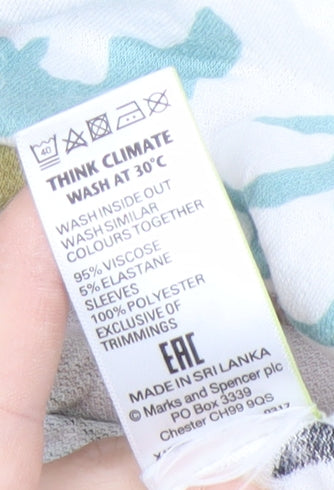 40
THINK CLIMATE
WASH AT 30°C
WASH INSIDE OUT
WASH SIMILAR
COLOURS TOGETHER
95% VISCOSE
5% ELASTANE
SLEEVES
100% POLYESTER
EXCLUSIVE OF
TRIMMINGS
EAC
MADE IN SRI LANKA
© Marks and Spencer plc
PO Box 3339
Chester CH99 9QS